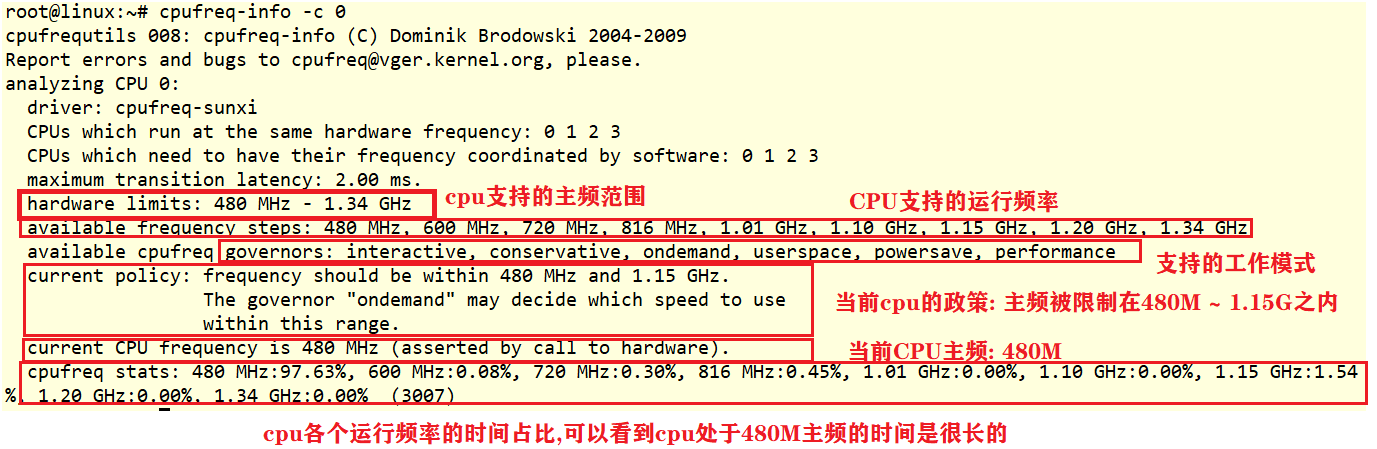 root@linux:~# cpufreq-info -c 0
cpufrequtils 008: cpufreq-info (C) Dominik Brodowski 2004-2009
Report errors and bugs to cpufreq@vger.kernel.org, please.
analyzing CPU 0:
driver: cpufreq-sunxi
CPUs which run at the same hardware frequency: 0 1 2 3
CPUs which need to have their frequency coordinated by software: 0 1 2 3
maximum transition latency: 2.00 ms.
hardware limits: 480 MHz - 1.34 GHz
cpu支持的主频范围
CPU支持的运行频率
available frequency steps: 480 MHz, 600 MHz, 720 MHz, 816 MHz, 1.01 GHz, 1.10 GHz, 1.15 GHz, 1.20 GHz, 1.34 GHz
available cpufreq governors: interactive, conservative, ondemand, userspace, powersave, performance
支持的工作模式
current policy: frequency should be within 480 MHz and 1.15 GHz.
The governor "ondemand" may decide which speed to use
within this range.
当前cpu的政策: 主频被限制在480M ~ 1.15G之内
current CPU frequency is 480 MHz (asserted by call to hardware).
当前CPU主频: 480M
cpufreq stats: 480 MHz:97.63%, 600 MHz:0.08%, 720 MHz:0.30%, 816 MHz:0.45%, 1.01 GHz:0.00%, 1.10 GHz:0.00%, 1.15 GHz:1.54
%, 1.20 GHz:0.00%, 1.34 GHz:0.00% (3007)
cpu各个运行频率的时间占比,可以看到cpu处于480M主频的时间是很长的